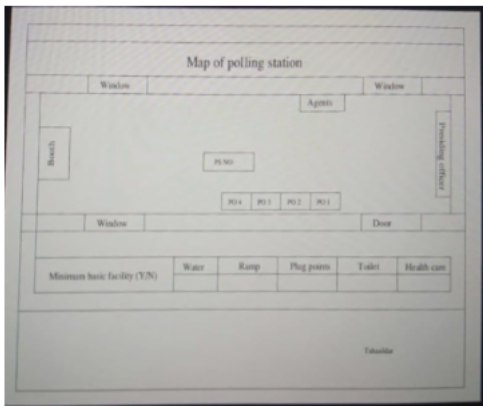 Map of polling station
Window Window
Agents
Booth
Presiding officer
PS NO
PO 4 PO 3 PO 2 PO 1
Window Door
Minimum basic facility (Y/N) Water Ramp Plug points Toilet Health care
Tahasildar